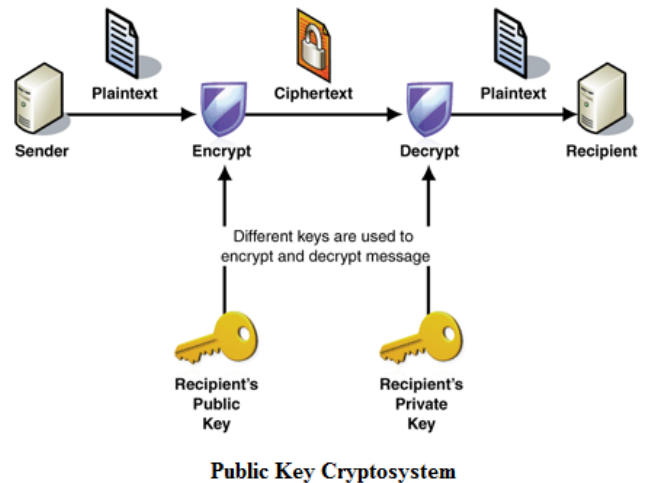 Plaintext
Ciphertext
Plaintext
Sender
Encrypt
Decrypt
Recipient
Different keys are used to
encrypt and decrypt message
Recipient's
Public
Key
Recipient's
Private
Key
Public Key Cryptosystem